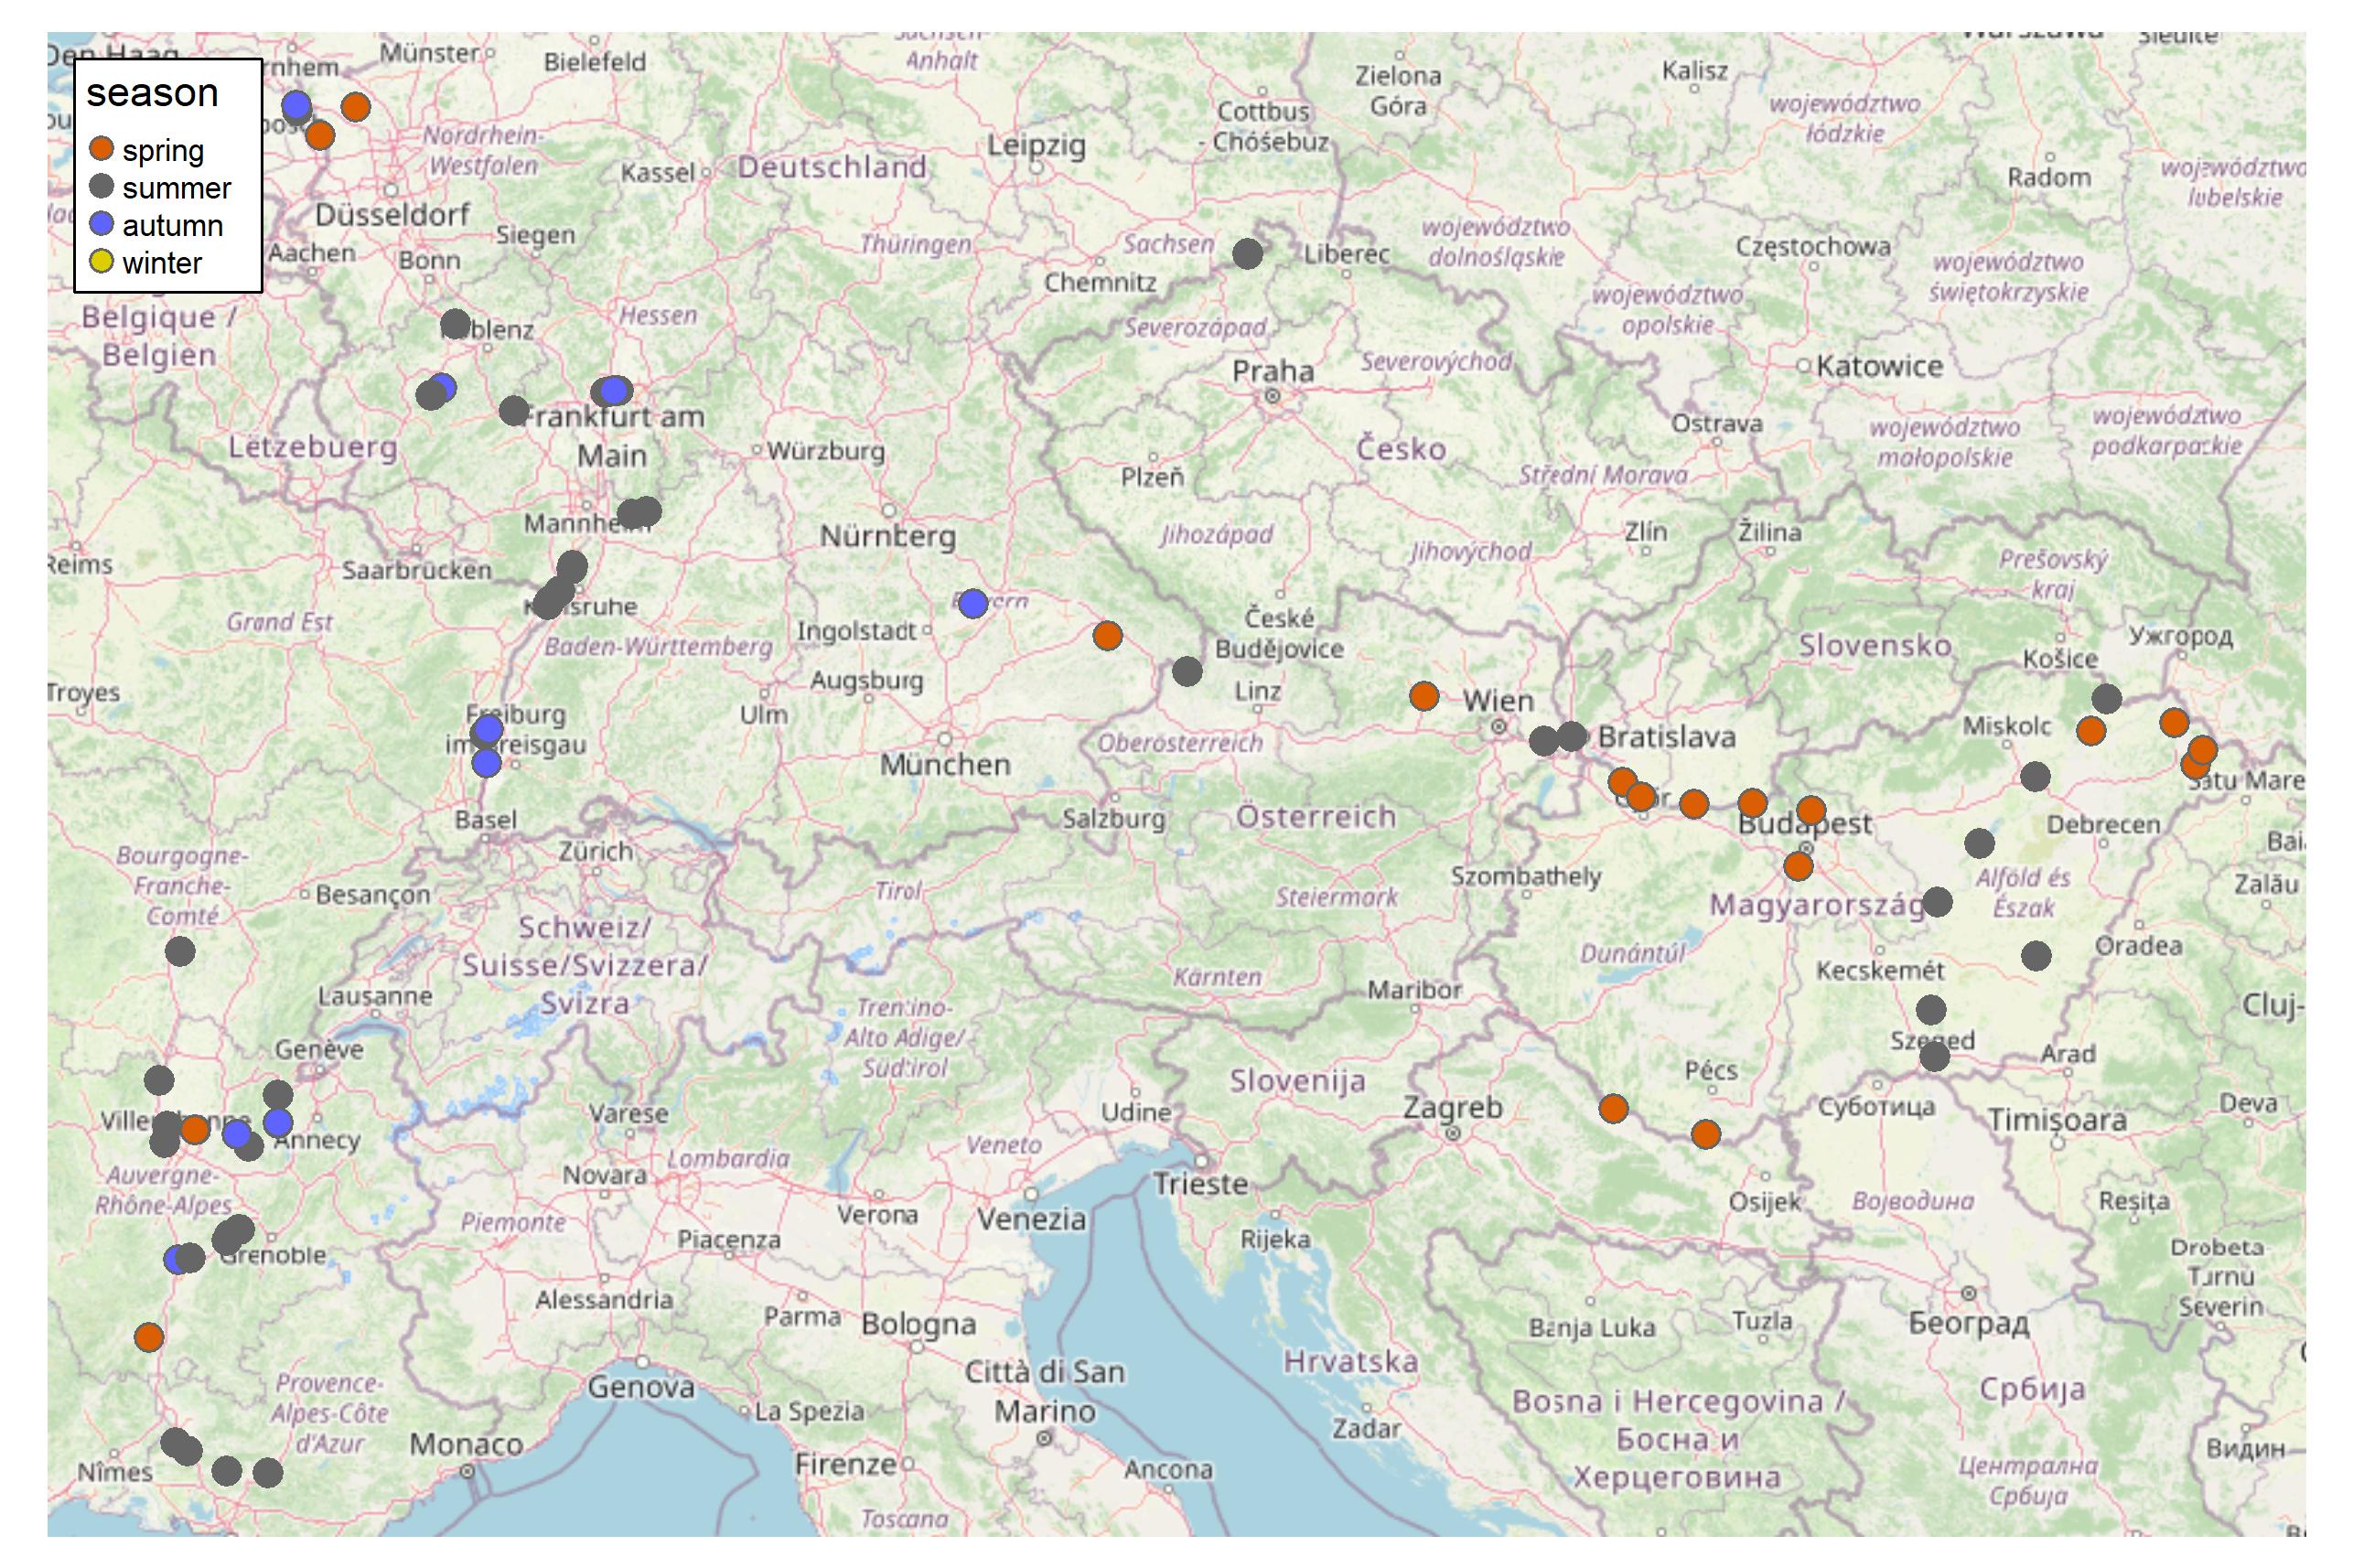 Den Haag
Münster
Bielefeld
Anhalt
Zielona
Góra
Kalisz
Siedlce
season
spring
summer
autumn
winter
rnhem
Cottbus
- Chóśebuz
województwo
łódzkie
Nordrhein-
Westfalen
Kassel
Deutschland
Leipzig
Radom
województwo
lubelskie
Düsseldorf
Siegen
Aachen
Bonn
Thüringen
Sachsen
Chemnitz
Liberec
województwo
dolnośląskie
Częstochowa
województwo
świętokrzyskie
województwo
opolskie
Belgique /
Belgien
blenz
Hessen
Severozápad
Praha
Severovýchod
Katowice
Frankfurt am
Main
Lëtzebuerg
Würzburg
Plzeň
Česko
Ostrava
Střední Morava
województwo
małopolskie
województwo
podkarpackie
Mannheim
Nürnberg
Jihozápad
Jihovýchod
Zlín
Žilina
Prešovský
kraj
Reims
Saarbrücken
Grand Est
Karlsruhe
Baden-Württemberg
Ingolstadt
Bayern
České
Budějovice
Slovensko
Košice
Ужгород
Troyes
Augsburg
Linz
Freiburg
im Breisgau
Ulm
München
Oberösterreich
Wien
Bratislava
Miskolc
Satu Mare
Basel
Zürich
Salzburg
Österreich
Győr
Budapest
Debrecen
Bourgogne-
Franche-
Comté
Besançon
Tirol
Steiermark
Szombathely
Magyarország
Alföld és
Észak
Zalău
Schweiz/
Suisse/Svizzera/
Svizra
Kärnten
Dunántúl
Oradea
Lausanne
Maribor
Kecskemét
Cluj-
Trentino-
Alto Adige/
Südtirol
Genève
Szeged
Arad
Varese
Udine
Slovenija
Pécs
Annecy
Zagreb
Суботица
Timișoara
Deva
Veneto
Auvergne-
Rhône-Alpes
Novara
Lombardia
Trieste
Piemonte
Verona
Venezia
Osijek
Војводина
Reșița
Grenoble
Piacenza
Rijeka
Drobeta-
Turnu
Severin
Alessandria
Parma
Bologna
Banja Luka
Tuzla
Београд
Città di San
Marino
Hrvatska
Provence-
Alpes-Côte
d'Azur
Genova
La Spezia
Zadar
Bosna i Hercegovina /
Босна и
Херцеговина
Србија
Nîmes
Monaco
Firenze
Ancona
Централна
Србија
Видин
Toscana